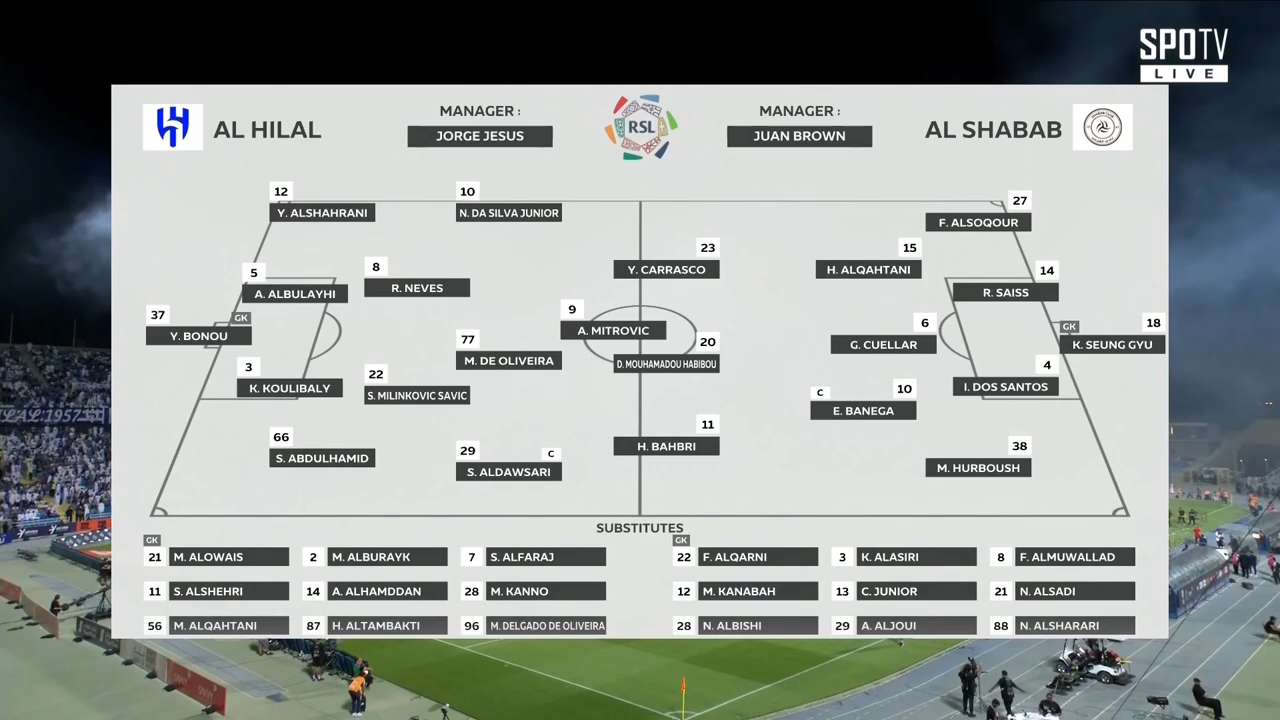 SPOTV
LIVE
AL HILAL
MANAGER :
JORGE JESUS
RSL
MANAGER :
JUAN BROWN
AL SHABAB
12
Y. ALSHAHRANI
10
N. DA SILVA JUNIOR
27
F. ALSOQOUR
23
Y. CARRASCO
15
H. ALQAHTANI
5
A. ALBULAYHI
8
R. NEVES
14
R. SAISS
37
GK
Y. BONOU
9
A. MITROVIC
6
G. CUELLAR
GK
18
K. SEUNG GYU
77
M. DE OLIVEIRA
20
D. MOUHAMADOU HABIBOU
3
K. KOULIBALY
22
S. MILINKOVIC SAVIC
4
I. DOS SANTOS
C
10
E. BANEGA
66
S. ABDULHAMID
29
C
S. ALDAWSARI
11
H. BAHBRI
38
M. HURBOUSH
SUBSTITUTES
GK
21 M. ALOWAIS
2 M. ALBURAYK
7 S. ALFARAJ
GK
22 F. ALQARNI
3 K. ALASIRI
8 F. ALMUWALLAD
11 S. ALSHEHRI
14 A. ALHAMDDAN
28 M. KANNO
12 M. KANABAH
13 C. JUNIOR
21 N. ALSADI
56 M. ALQAHTANI
87 H. ALTAMBAKTI
96 M. DELGADO DE OLIVEIRA
28 N. ALBISHI
29 A. ALJOUI
88 N. ALSHARARI